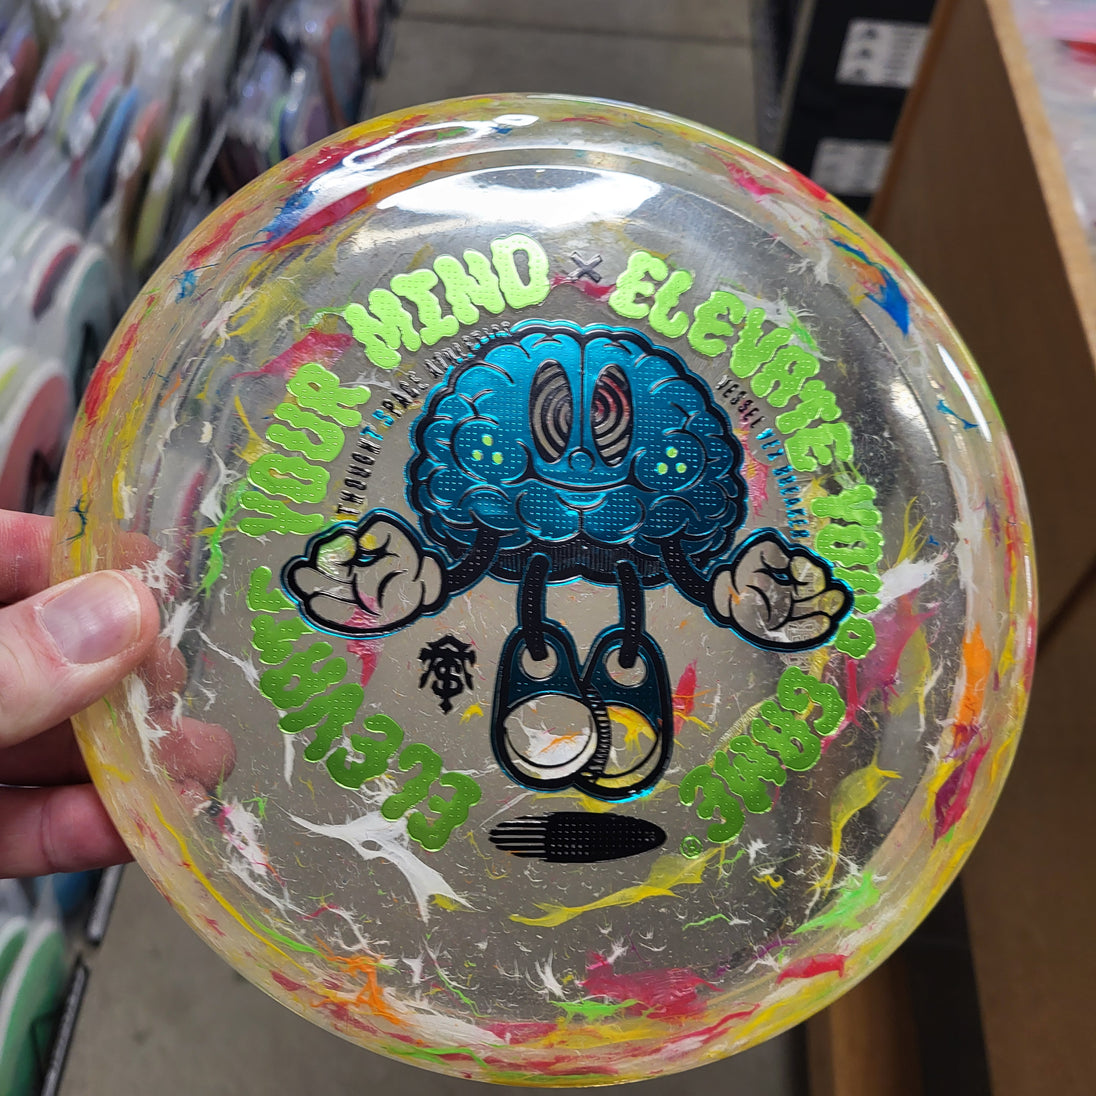 ELEVATE YOUR MIND × ELEVATE YOUR GAME®
THOUGHT SPACE ATHLETICS
JESSEL